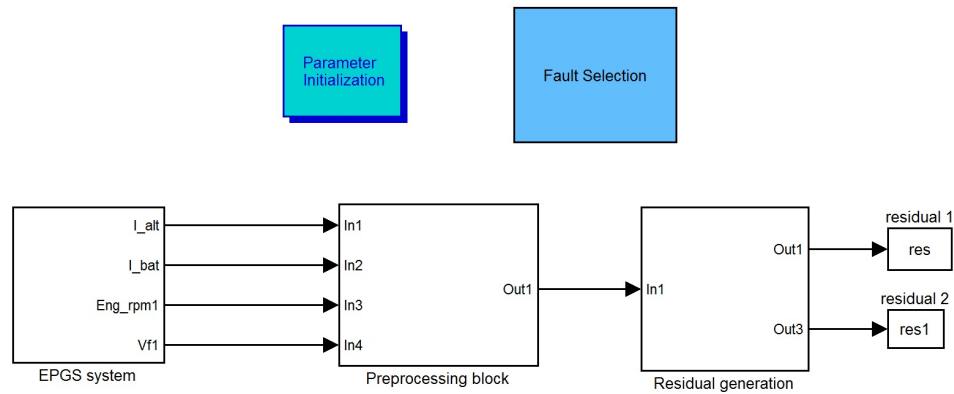 Parameter
Initialization
Fault Selection
I_alt
I_bat
Eng_rpm1
Vf1
EPGS system
In1
In2
In3
In4
Out1
Preprocessing block
In1
Out1
Out3
Residual generation
residual 1
res
residual 2
res1